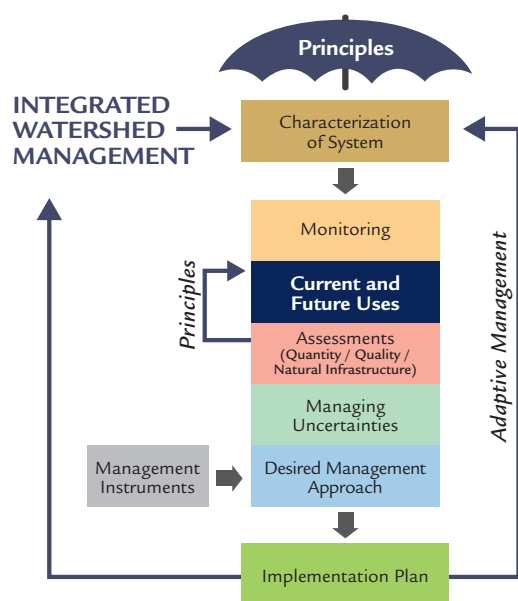 Principles
INTEGRATED
WATERSHED
MANAGEMENT
Characterization
of System
Monitoring
Principles
Current and
Future Uses
Assessments
(Quantity / Quality /
Natural Infrastructure)
Adaptive Management
Managing
Uncertainties
Management
Instruments
Desired Management
Approach
Implementation Plan